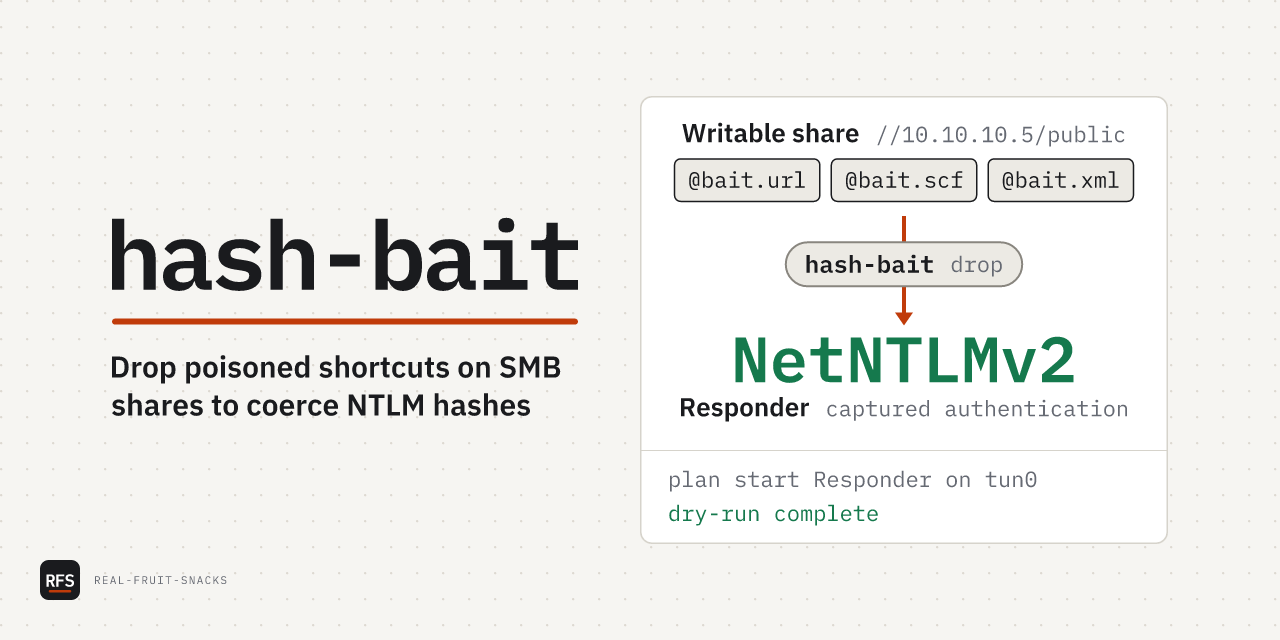 hash-bait
Drop poisoned shortcuts on SMB
shares to coerce NTLM hashes
Writable share //10.10.10.5/public
@bait.url @bait.scf @bait.xml
hash-bait drop
NetNTLMv2
Responder captured authentication
plan start Responder on tun0
dry-run complete
RFS REAL-FRUIT-SNACKS